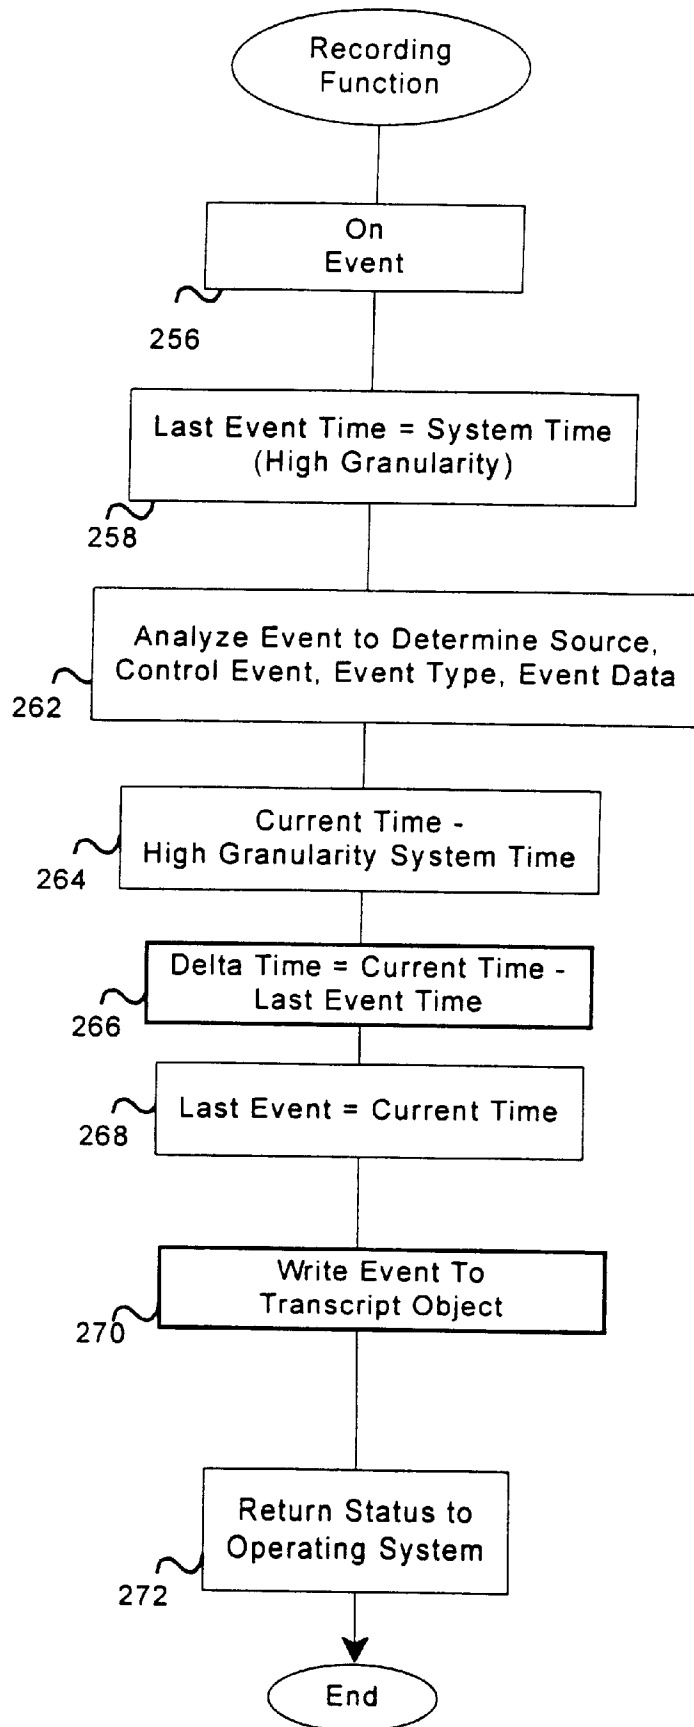 Recording
Function
On
Event
256
Last Event Time = System Time
(High Granularity)
258
Analyze Event to Determine Source,
Control Event, Event Type, Event Data
262
Current Time -
High Granularity System Time
264
Delta Time = Current Time -
Last Event Time
266
Last Event = Current Time
268
Write Event To
Transcript Object
270
Return Status to
Operating System
272
End